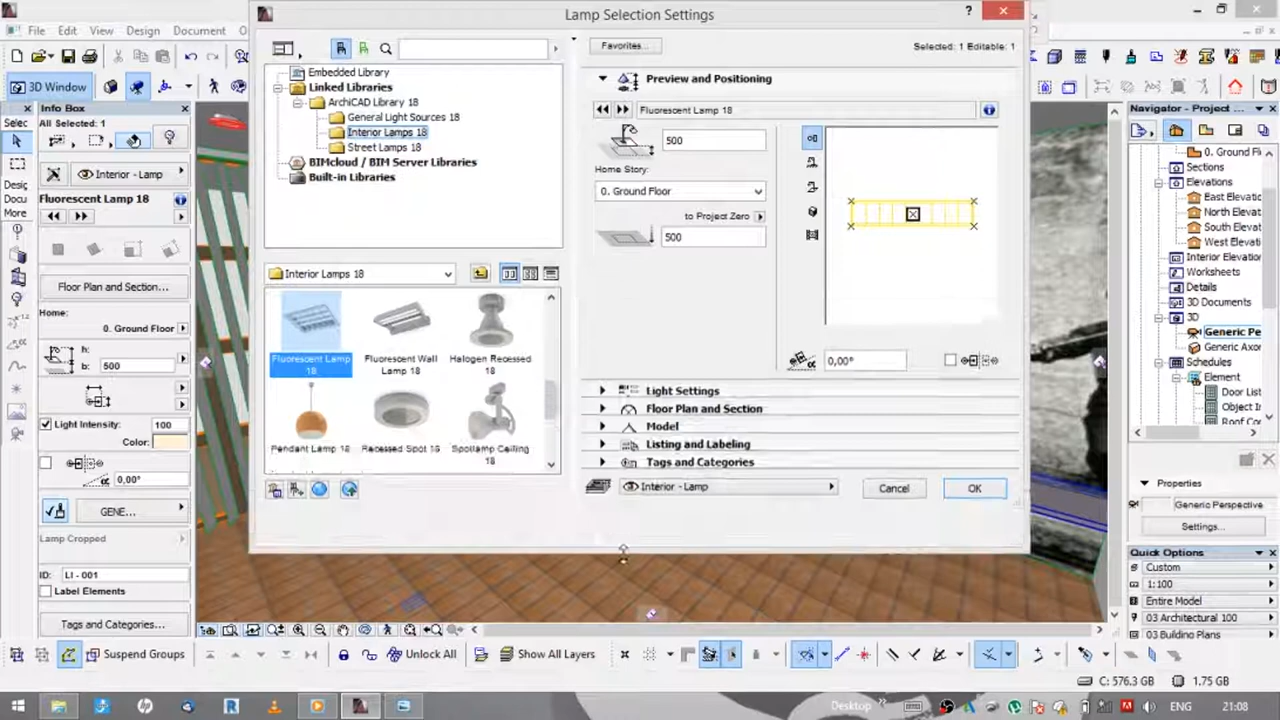 Lamp Selection Settings
?
File Edit View Design Document
3D Window
Info Box
Selec
All Selected: 1
Desig
Docu
More
Interior - Lamp
Fluorescent Lamp 18
Floor Plan and Section...
Home:
0. Ground Floor
h:
b: 500
Light Intensity: 100
Color:
0,00°
GENE...
Lamp Cropped
ID: LI - 001
Label Elements
Tags and Categories...
Embedded Library
Linked Libraries
ArchiCAD Library 18
General Light Sources 18
Interior Lamps 18
Street Lamps 18
BIMcloud / BIM Server Libraries
Built-in Libraries
Interior Lamps 18
Fluorescent Lamp 18
Fluorescent Wall Lamp 18
Halogen Recessed 18
Pendant Lamp 18
Recessed Spot 18
Spotlamp Ceiling 18
Favorites...
Selected: 1 Editable: 1
Preview and Positioning
Fluorescent Lamp 18
500
Home Story:
0. Ground Floor
to Project Zero
500
0,00°
Light Settings
Floor Plan and Section
Model
Listing and Labeling
Tags and Categories
Interior - Lamp
Cancel
OK
Navigator - Project ...
0. Ground Fl
Sections
Elevations
East Elevatic
North Elevat
South Elevat
West Elevati
Interior Elevatio
Worksheets
Details
3D Documents
3D
Generic Pe
Generic Axor
Schedules
Element
Door List
Object In
Roof Cor
Properties
Generic Perspective
Settings...
Quick Options
Custom
1:100
Entire Model
03 Architectural 100
03 Building Plans
Suspend Groups
Unlock All
Show All Layers
C: 576.3 GB
1.75 GB
Desktop
ENG
21:08